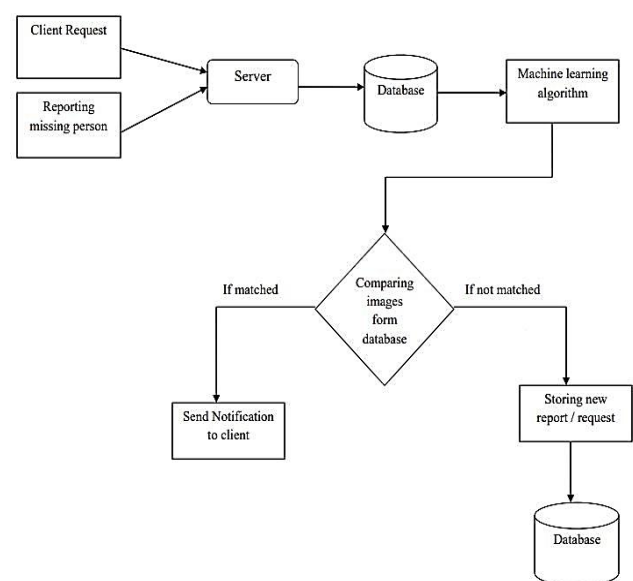 Client Request
Reporting
missing person
Server
Database
Machine learning
algorithm
Comparing
images
form
database
If matched
If not matched
Send Notification
to client
Storing new
report / request
Database